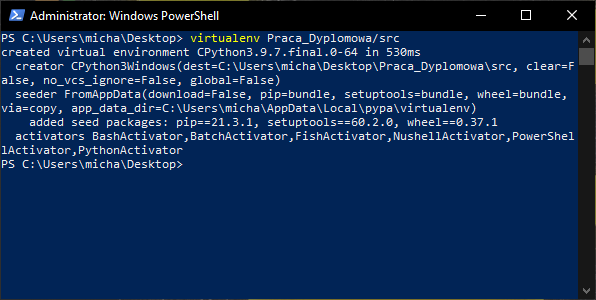 Administrator: Windows PowerShell
PS C:\Users\micha\Desktop> virtualenv Praca_Dyplomowa/src
created virtual environment CPython3.9.7.final.0-64 in 530ms
  creator CPython3Windows(dest=C:\Users\micha\Desktop\Praca_Dyplomowa\src, clear=F
alse, no_vcs_ignore=False, global=False)
  seeder FromAppData(download=False, pip=bundle, setuptools=bundle, wheel=bundle,
via=copy, app_data_dir=C:\Users\micha\AppData\Local\pypa\virtualenv)
    added seed packages: pip==21.3.1, setuptools==60.2.0, wheel==0.37.1
  activators BashActivator,BatchActivator,FishActivator,NushellActivator,PowerShel
lActivator,PythonActivator
PS C:\Users\micha\Desktop>